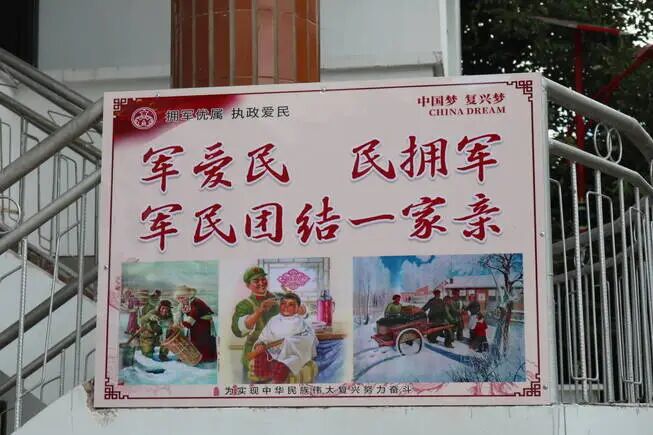 拥军优属 执政爱民
中国梦 复兴梦
CHINA DREAM
军爱民 民拥军
军民团结一家亲
为实现中华民族伟大复兴努力奋斗